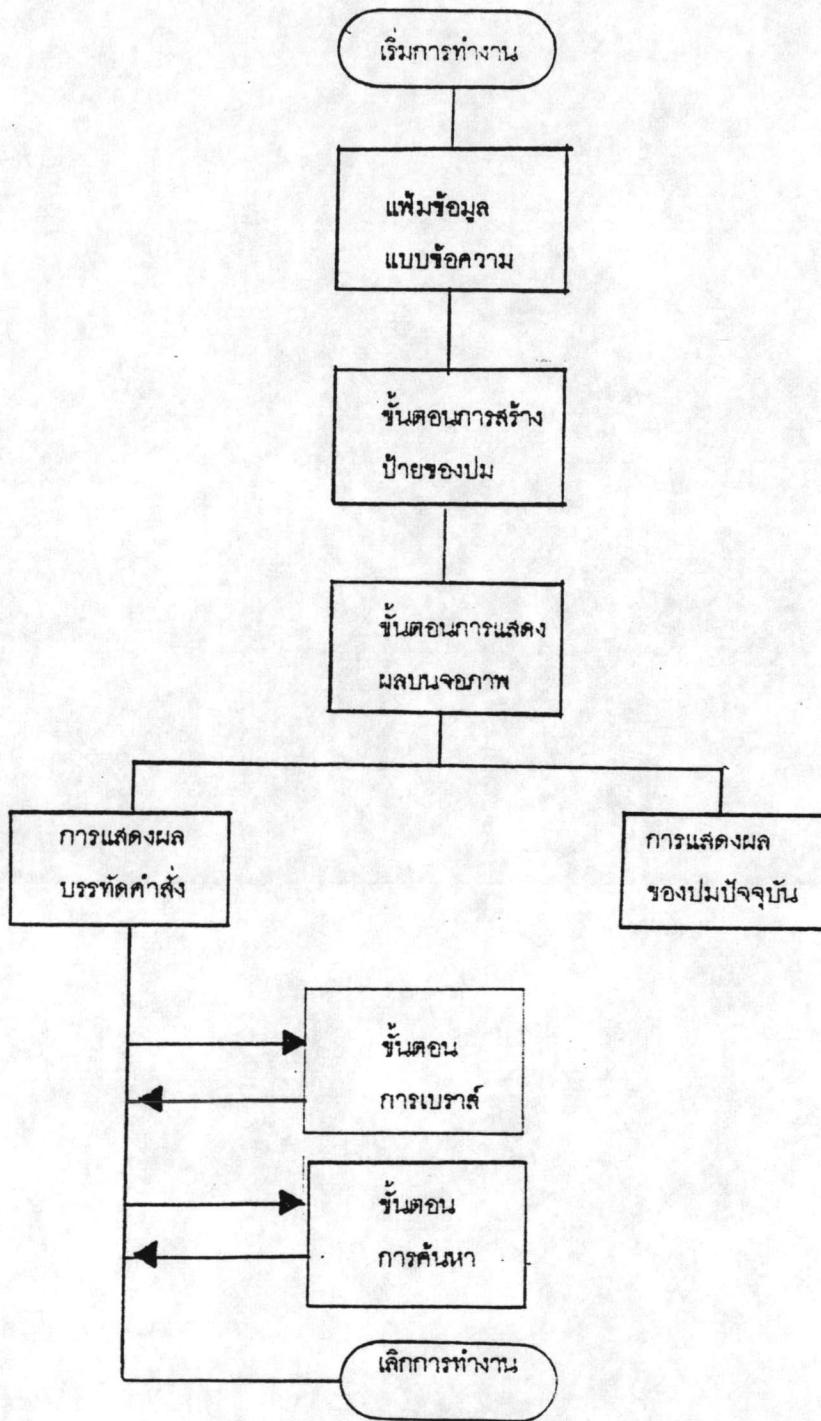 เริ่มการทำงาน
แฟ้มข้อมูล
แบบข้อความ
ขั้นตอนการสร้าง
ป้ายของปม
ขั้นตอนการแสดง
ผลบนจอภาพ
การแสดงผล
บรรทัดคำสั่ง
การแสดงผล
ของปมปัจจุบัน
ขั้นตอน
การเบราส์
ขั้นตอน
การค้นหา
เลิกการทำงาน